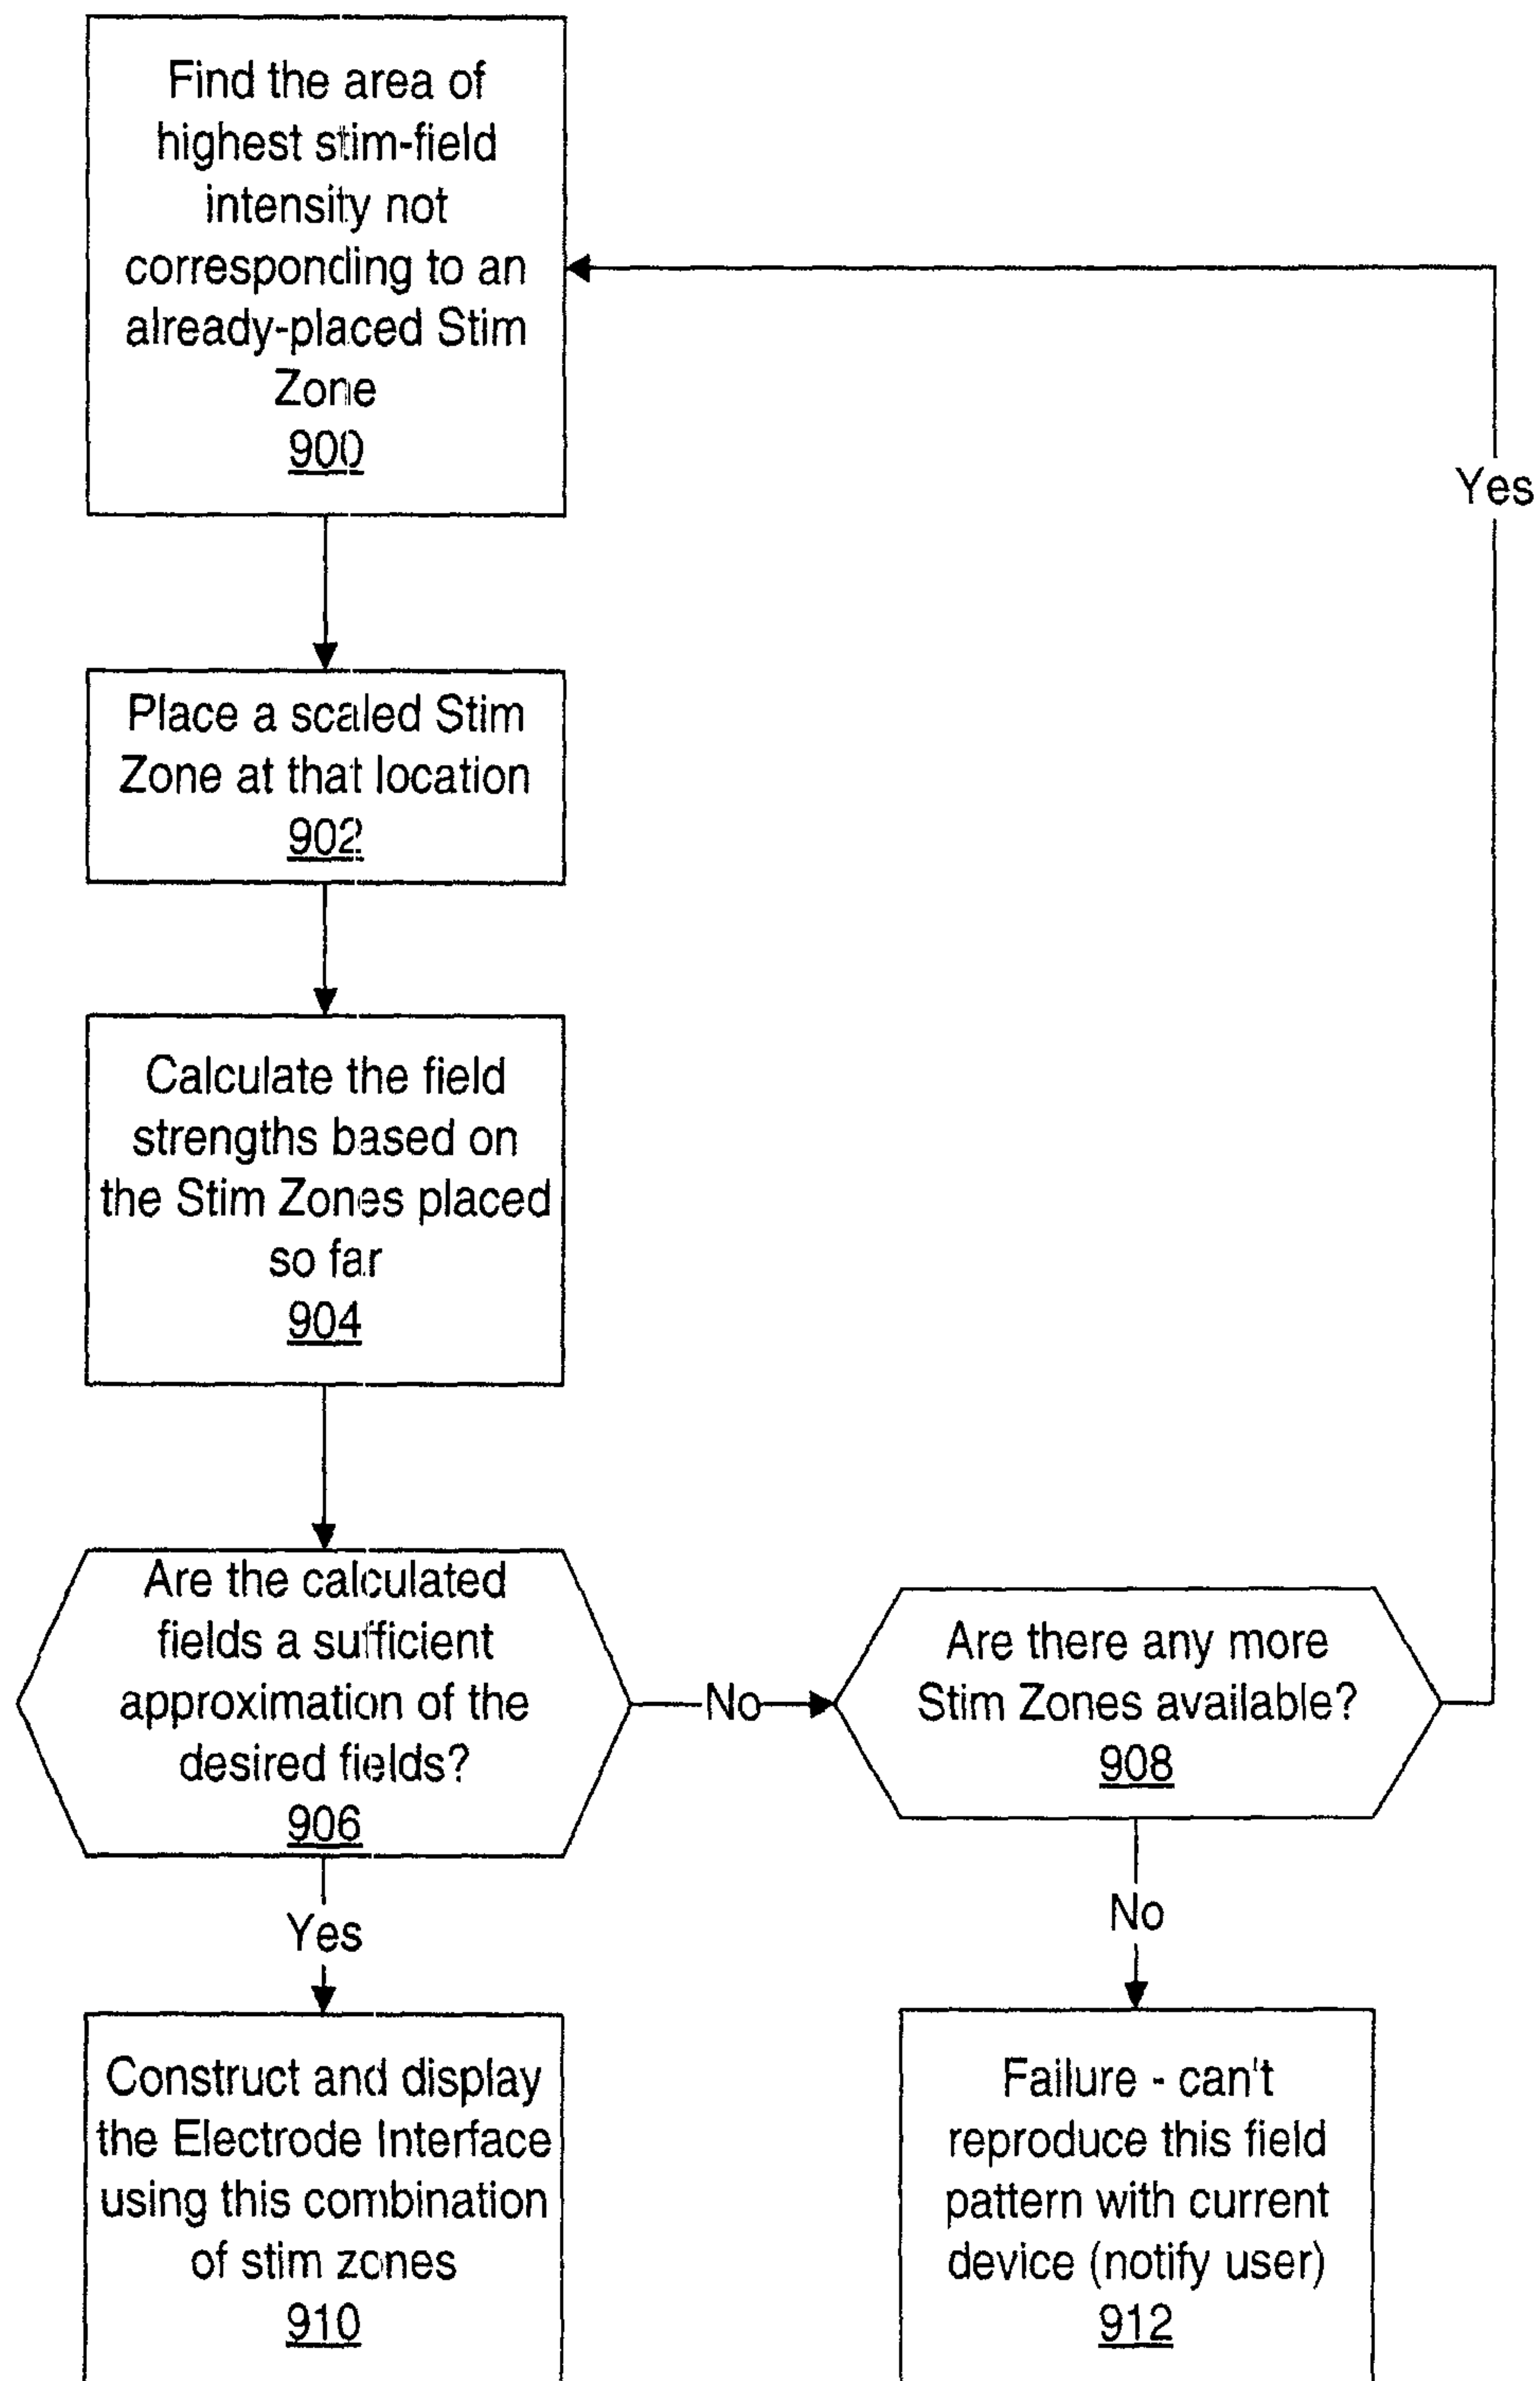 Find the area of
highest stim-field
intensity not
corresponding to an
already-placed Stim
Zone
900
Yes
Place a scaled Stim
Zone at that location
902
Calculate the field
strengths based on
the Stim Zones placed
so far
904
Are the calculated
fields a sufficient
approximation of the
desired fields?
906
No
Are there any more
Stim Zones available?
908
Yes
No
Construct and display
the Electrode Interface
using this combination
of stim zones
910
Failure - can't
reproduce this field
pattern with current
device (notify user)
912